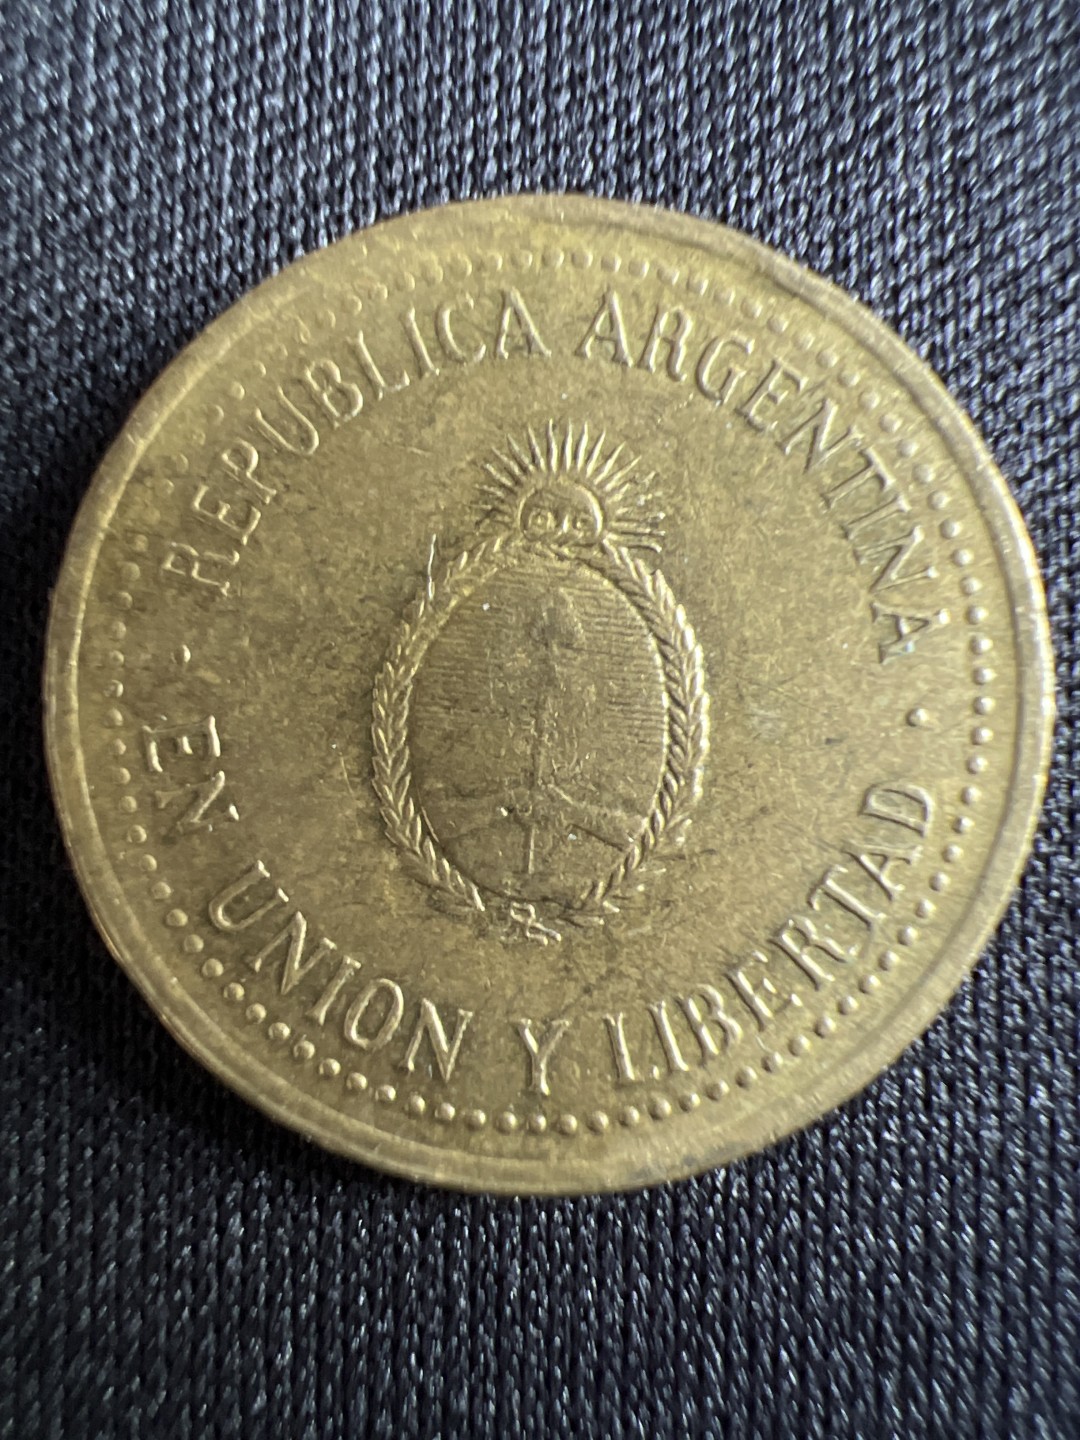 REPUBLICA ARGENTINA
· EN UNION Y LIBERTAD ·